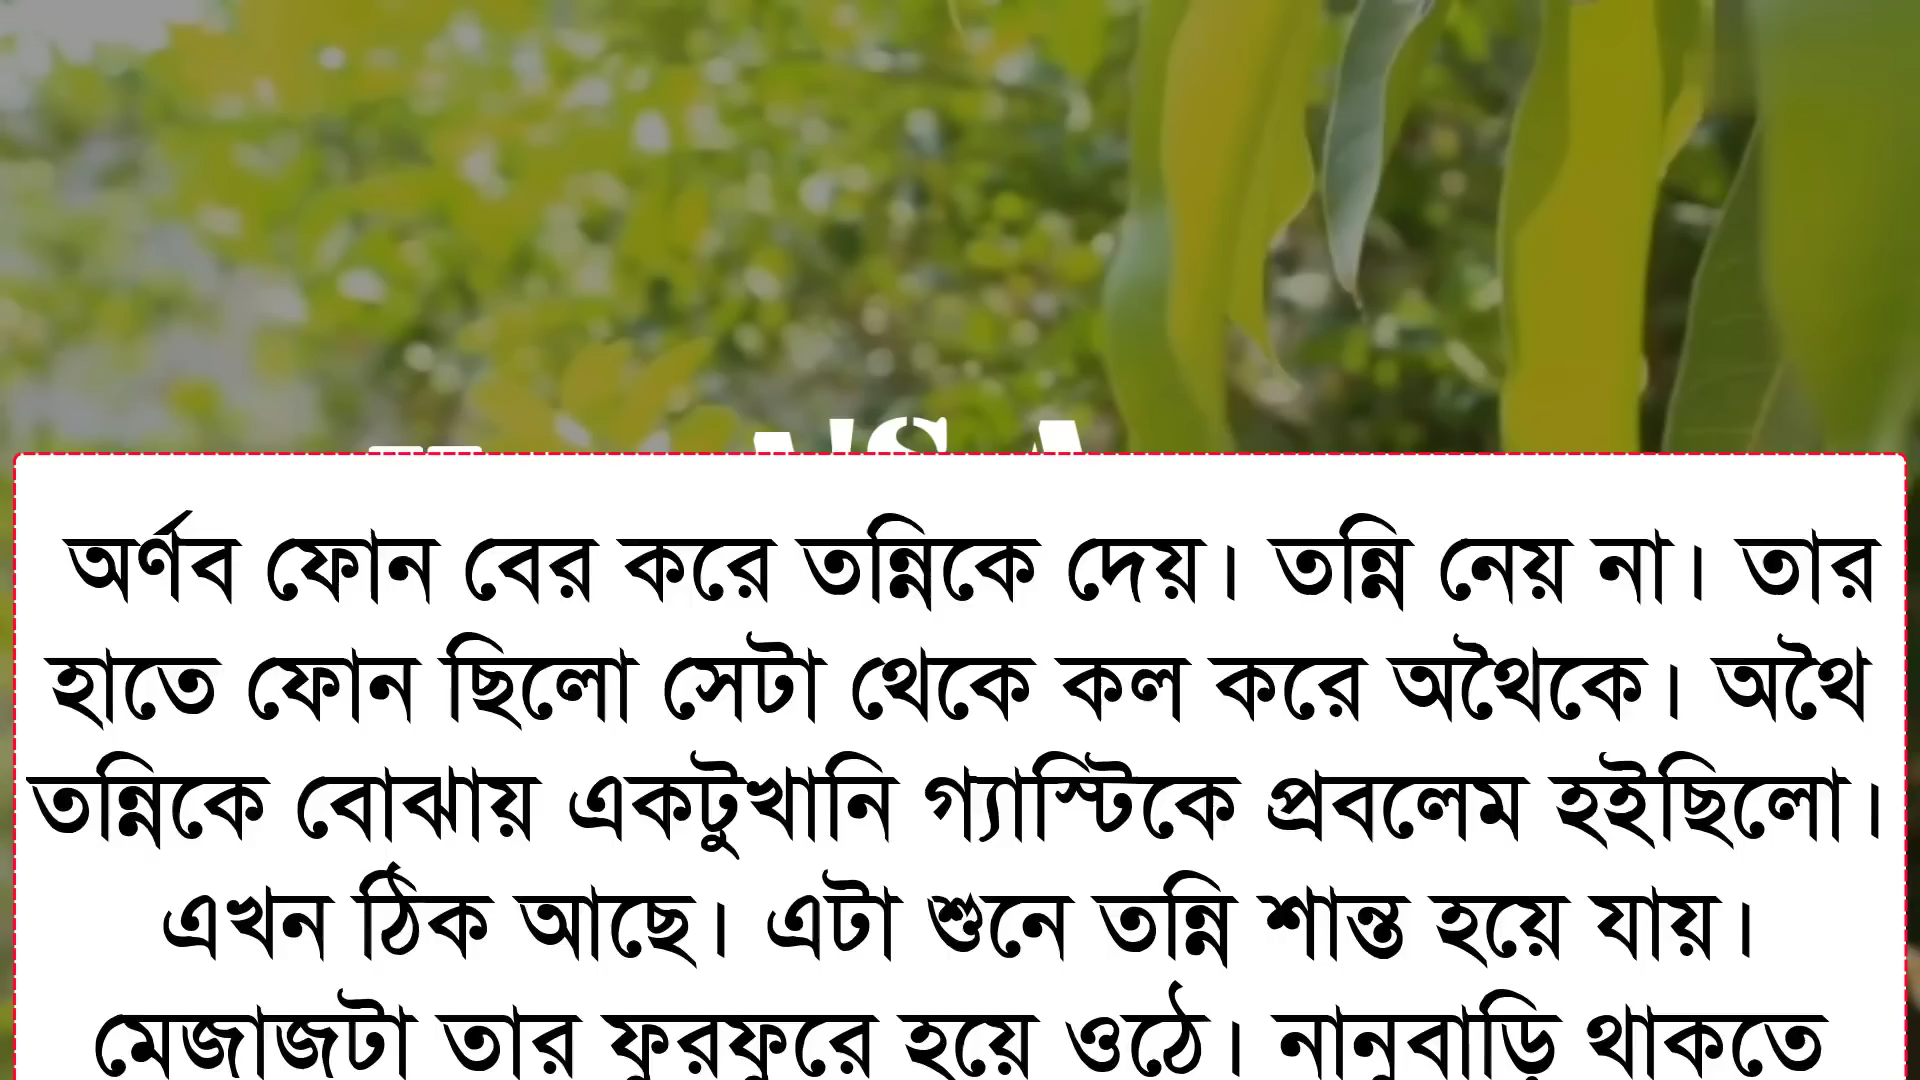 অর্ণব ফোন বের করে তন্নিকে দেয়। তন্নি নেয় না। তার
হাতে ফোন ছিলো সেটা থেকে কল করে অথৈকে। অথৈ
তন্নিকে বোঝায় একটুখানি গ্যাস্টিকে প্রবলেম হইছিলো।
এখন ঠিক আছে। এটা শুনে তন্নি শান্ত হয়ে যায়।
মেজাজটা তার ফুরফুরে হয়ে ওঠে। নানুবাড়ি থাকতে